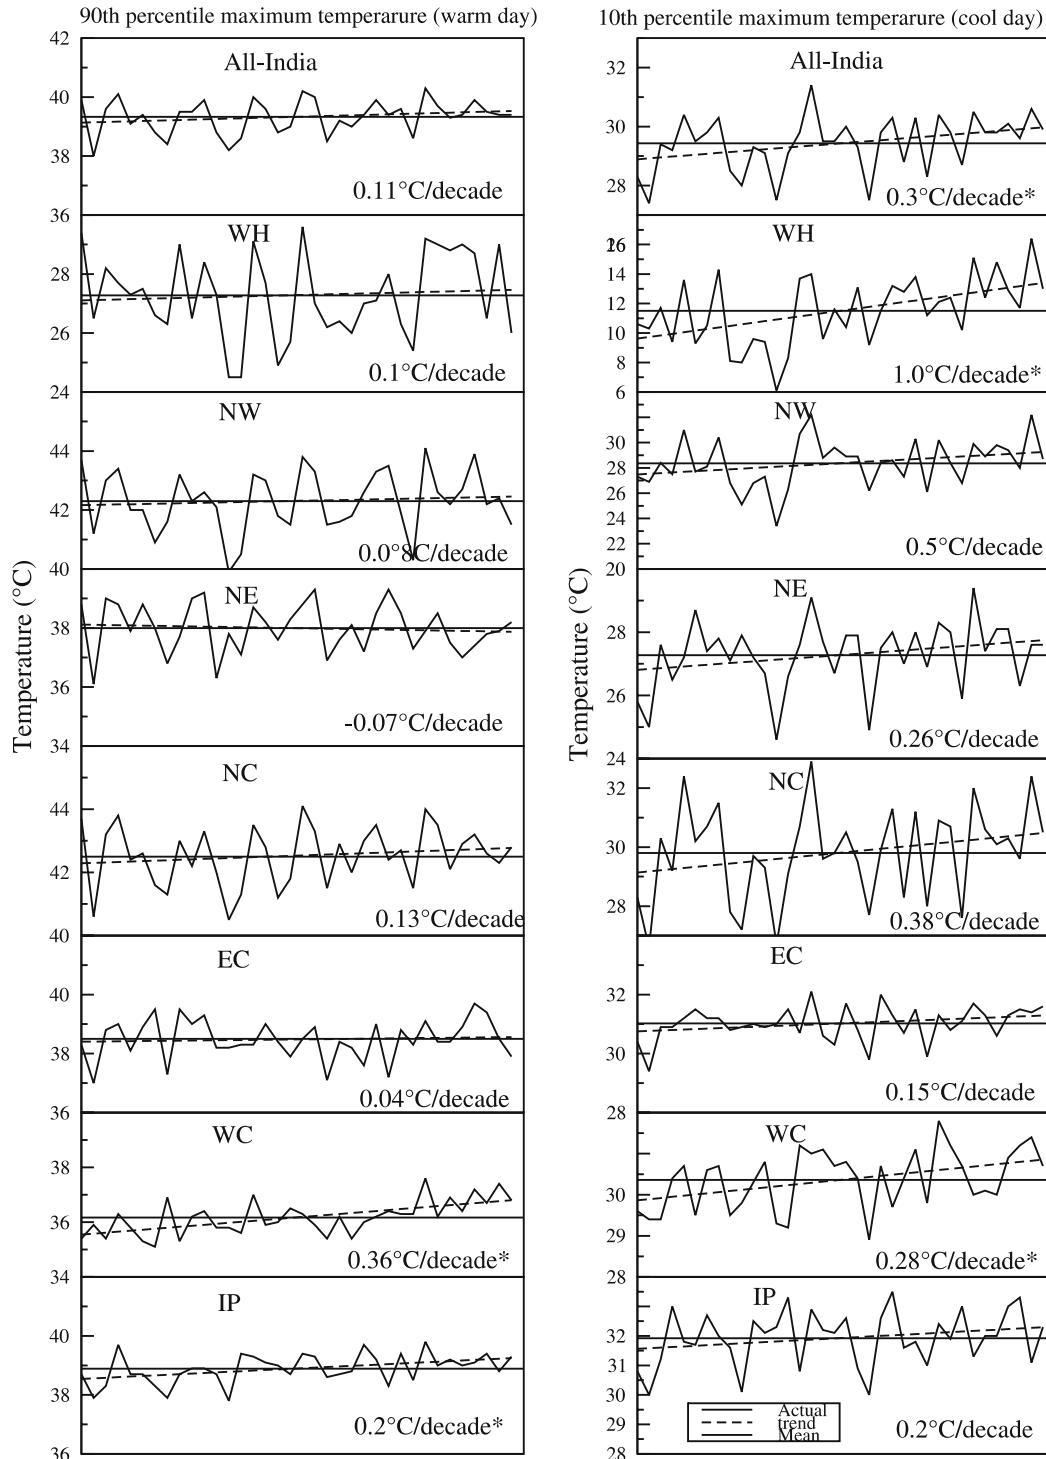 90th percentile maximum temperarure (warm day)
42
All-India
40
38
0.11°C/decade
36
WH
28
26
0.1°C/decade
24
NW
44
42
0.0°8C/decade
40
NE
38
36
-0.07°C/decade
34
NC
44
42
0.13°C/decade
40
EC
40
38
0.04°C/decade
36
WC
38
36
0.36°C/decade*
34
IP
40
38
0.2°C/decade*
36
Temperature (°C)
10th percentile maximum temperarure (cool day)
All-India
32
30
28
0.3°C/decade*
WH
16
14
12
10
1.0°C/decade*
6
NW
30
28
26
24
22
0.5°C/decade
20
NE
28
26
0.26°C/decade
24
NC
32
30
28
0.38°C/decade
EC
32
30
0.15°C/decade
28
WC
30
29
0.28°C/decade*
28
IP
32
31
30
29
28
0.2°C/decade
Actual
trend
Mean
Temperature (°C)